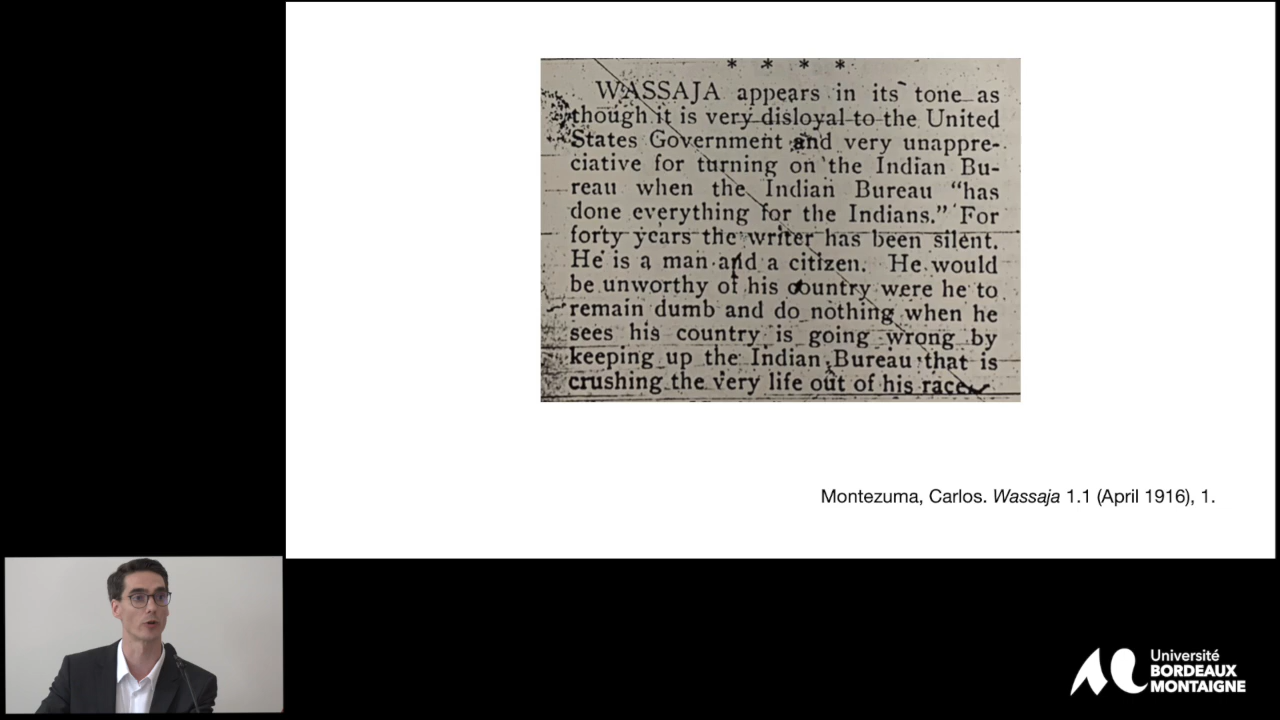 * * * *
WASSAJA appears in its tone as
though it is very disloyal to the United
States Government and very unappre-
ciative for turning on the Indian Bu-
reau when the Indian Bureau “has
done everything for the Indians.” For
forty years the writer has been silent.
He is a man and a citizen. He would
be unworthy of his country were he to
remain dumb and do nothing when he
sees his country is going wrong by
keeping up the Indian Bureau that is
crushing the very life out of his race.
Montezuma, Carlos. Wassaja 1.1 (April 1916), 1.
Université
BORDEAUX
MONTAIGNE